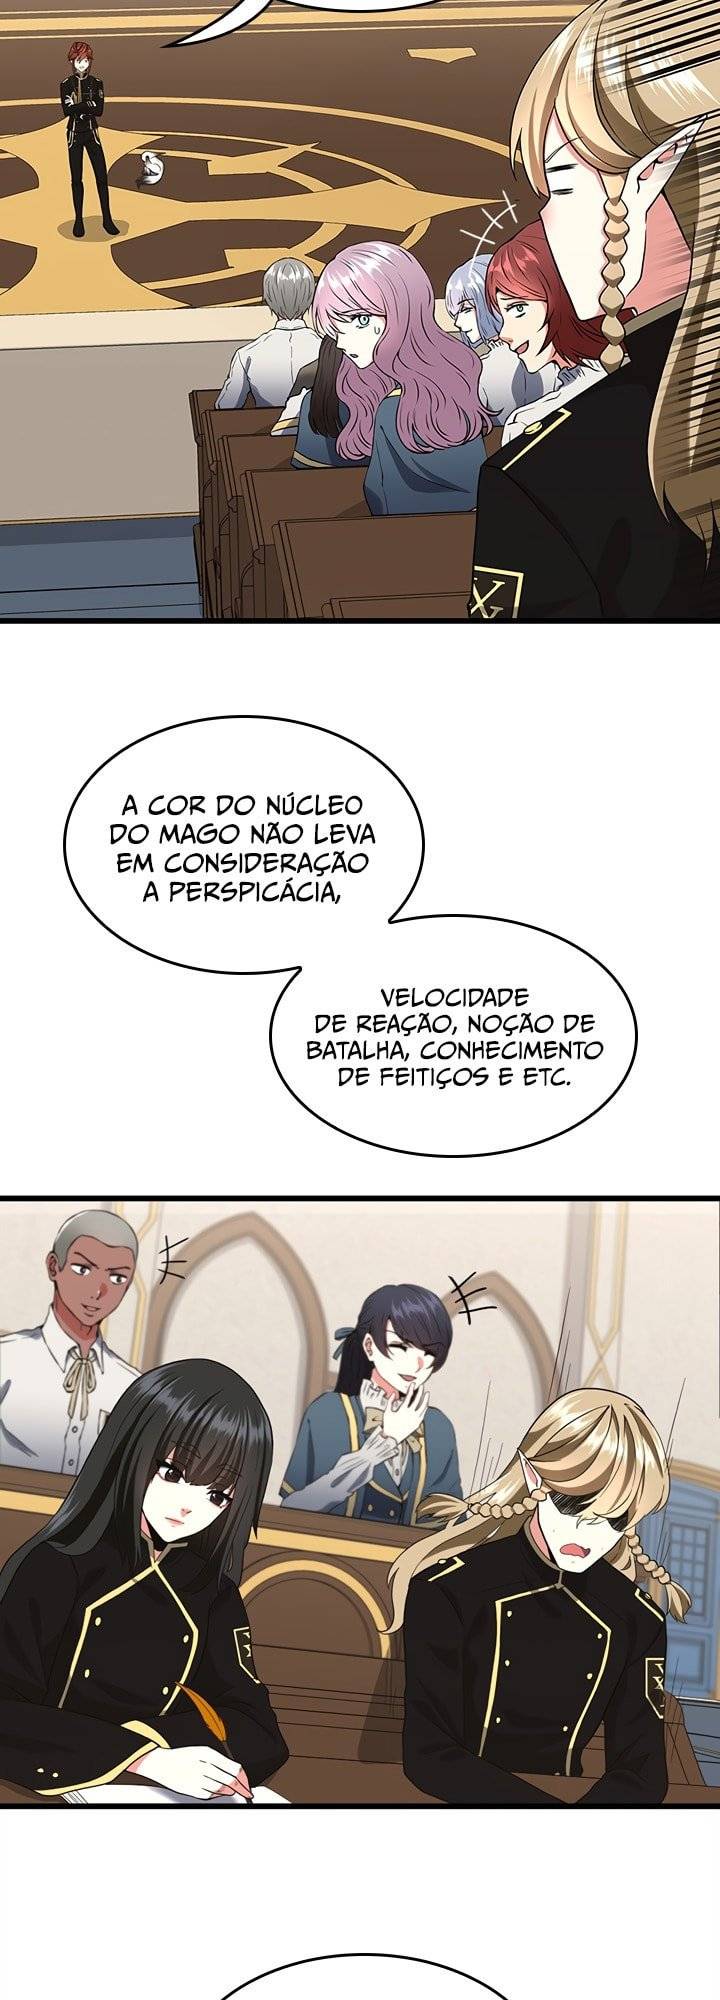 A COR DO NÚCLEO
DO MAGO NÃO LEVA
EM CONSIDERAÇÃO
A PERSPICÁCIA,
VELOCIDADE
DE REAÇÃO, NOÇÃO DE
BATALHA, CONHECIMENTO
DE FEITIÇOS E ETC.